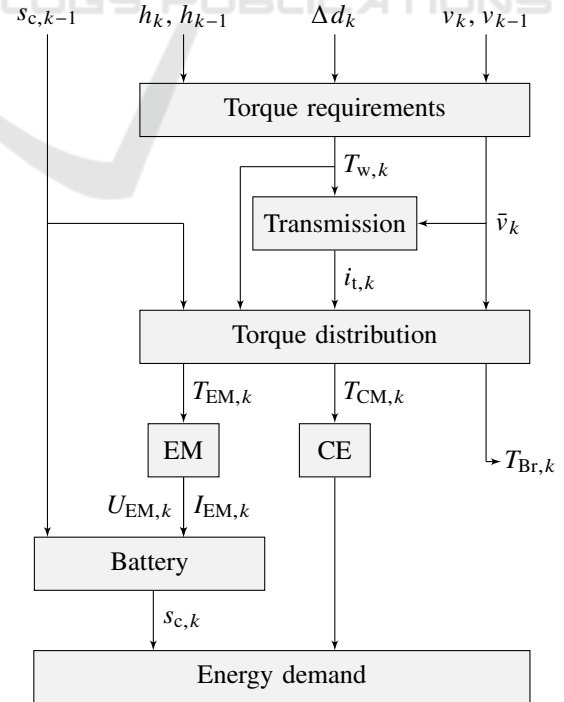 s_{c,k-1} h_k, h_{k-1} Δd_k v_k, v_{k-1}
Torque requirements
T_{w,k}
Transmission v̄_k
i_{t,k}
Torque distribution
T_{EM,k} T_{CM,k}
EM CE T_{Br,k}
U_{EM,k} I_{EM,k}
Battery
s_{c,k}
Energy demand